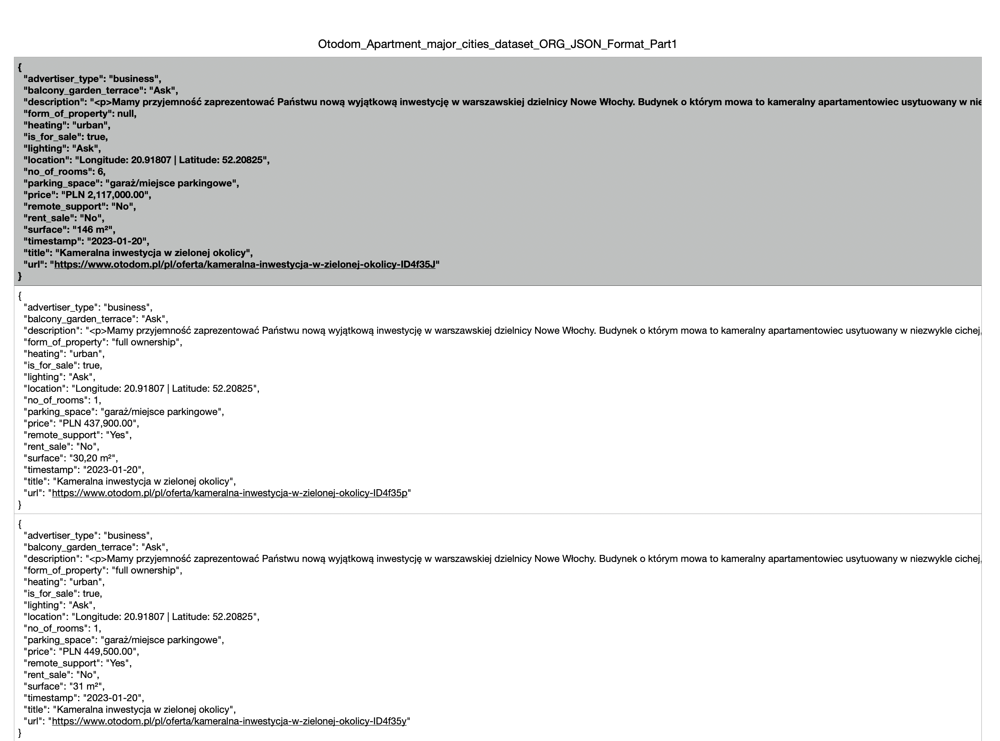 Otodom_Apartment_major_cities_dataset_ORG_JSON_Format_Part1
{
"advertiser_type": "business",
"balcony_garden_terrace": "Ask",
"description": "<p>Mamy przyjemność zaprezentować Państwu nową wyjątkową inwestycję w warszawskiej dzielnicy Nowe Włochy. Budynek o którym mowa to kameralny apartamentowiec usytuowany w nie
"form_of_property": null,
"heating": "urban",
"is_for_sale": true,
"lighting": "Ask",
"location": "Longitude: 20.91807 | Latitude: 52.20825",
"no_of_rooms": 6,
"parking_space": "garaż/miejsce parkingowe",
"price": "PLN 2,117,000.00",
"remote_support": "No",
"rent_sale": "No",
"surface": "146 m²",
"timestamp": "2023-01-20",
"title": "Kameralna inwestycja w zielonej okolicy",
"url": "https://www.otodom.pl/pl/oferta/kameralna-inwestycja-w-zielonej-okolicy-ID4f35J"
}
{
"advertiser_type": "business",
"balcony_garden_terrace": "Ask",
"description": "<p>Mamy przyjemność zaprezentować Państwu nową wyjątkową inwestycję w warszawskiej dzielnicy Nowe Włochy. Budynek o którym mowa to kameralny apartamentowiec usytuowany w niezwykle cichej,
"form_of_property": "full ownership",
"heating": "urban",
"is_for_sale": true,
"lighting": "Ask",
"location": "Longitude: 20.91807 | Latitude: 52.20825",
"no_of_rooms": 1,
"parking_space": "garaż/miejsce parkingowe",
"price": "PLN 437,900.00",
"remote_support": "Yes",
"rent_sale": "No",
"surface": "30,20 m²",
"timestamp": "2023-01-20",
"title": "Kameralna inwestycja w zielonej okolicy",
"url": "https://www.otodom.pl/pl/oferta/kameralna-inwestycja-w-zielonej-okolicy-ID4f35p"
}
{
"advertiser_type": "business",
"balcony_garden_terrace": "Ask",
"description": "<p>Mamy przyjemność zaprezentować Państwu nową wyjątkową inwestycję w warszawskiej dzielnicy Nowe Włochy. Budynek o którym mowa to kameralny apartamentowiec usytuowany w niezwykle cichej,
"form_of_property": "full ownership",
"heating": "urban",
"is_for_sale": true,
"lighting": "Ask",
"location": "Longitude: 20.91807 | Latitude: 52.20825",
"no_of_rooms": 1,
"parking_space": "garaż/miejsce parkingowe",
"price": "PLN 449,500.00",
"remote_support": "Yes",
"rent_sale": "No",
"surface": "31 m²",
"timestamp": "2023-01-20",
"title": "Kameralna inwestycja w zielonej okolicy",
"url": "https://www.otodom.pl/pl/oferta/kameralna-inwestycja-w-zielonej-okolicy-ID4f35y"
}